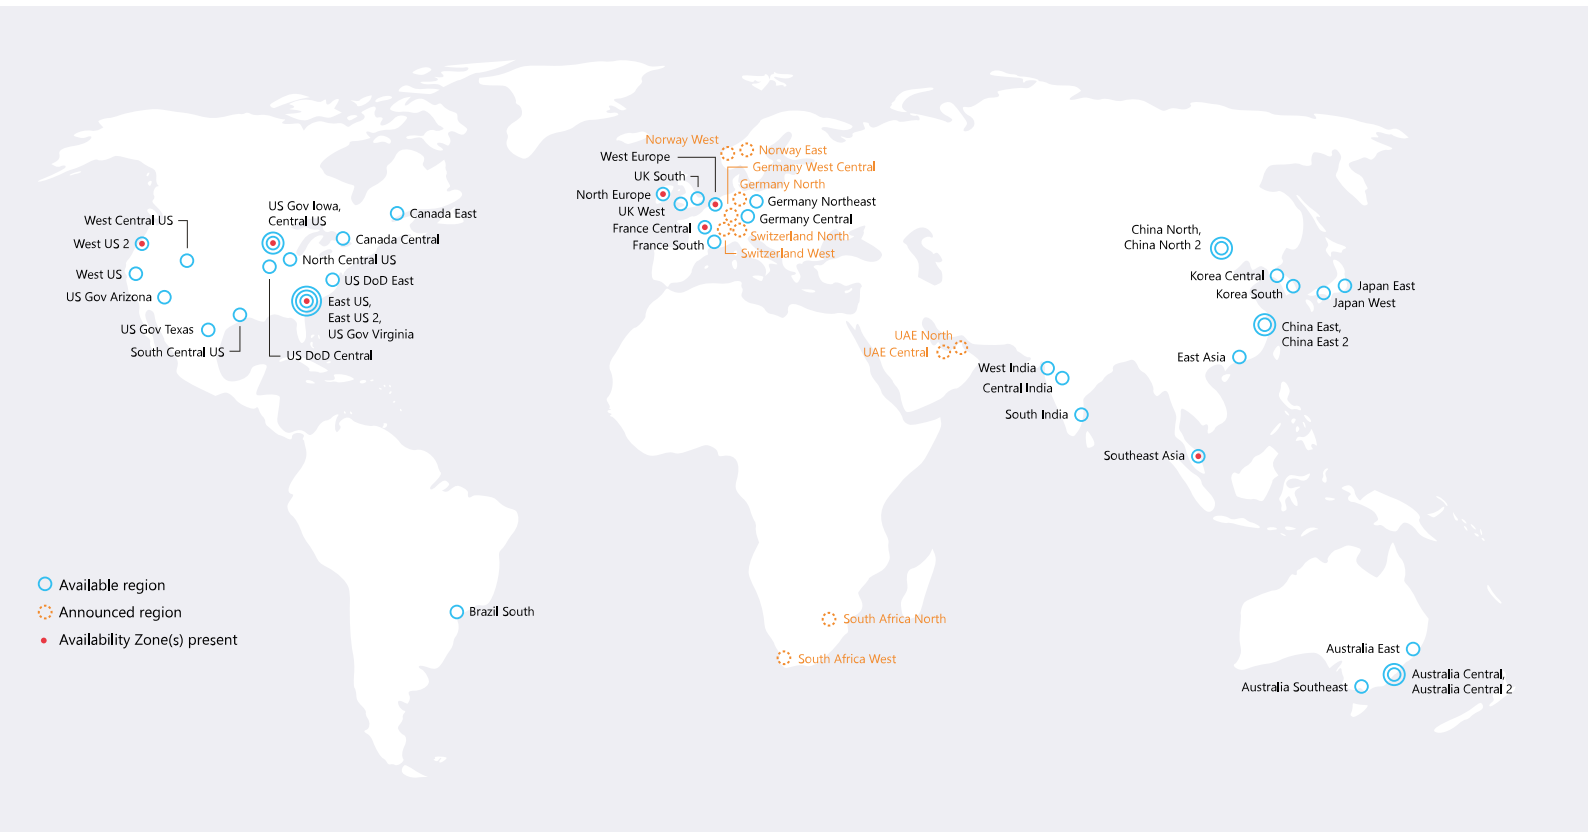 Norway West
Norway East
West Europe
Germany West Central
UK South
Germany North
North Europe
Germany Northeast
UK West
Germany Central
France Central
Switzerland North
France South
Switzerland West
US Gov Iowa,
Central US
Canada East
West Central US
West US 2
Canada Central
North Central US
West US
US DoD East
US Gov Arizona
East US,
East US 2,
US Gov Virginia
US Gov Texas
South Central US
US DoD Central
China North,
China North 2
Korea Central
Korea South
Japan East
Japan West
China East,
China East 2
East Asia
UAE North
UAE Central
West India
Central India
South India
Southeast Asia
Available region
Announced region
Availability Zone(s) present
Brazil South
South Africa North
South Africa West
Australia East
Australia Central,
Australia Central 2
Australia Southeast